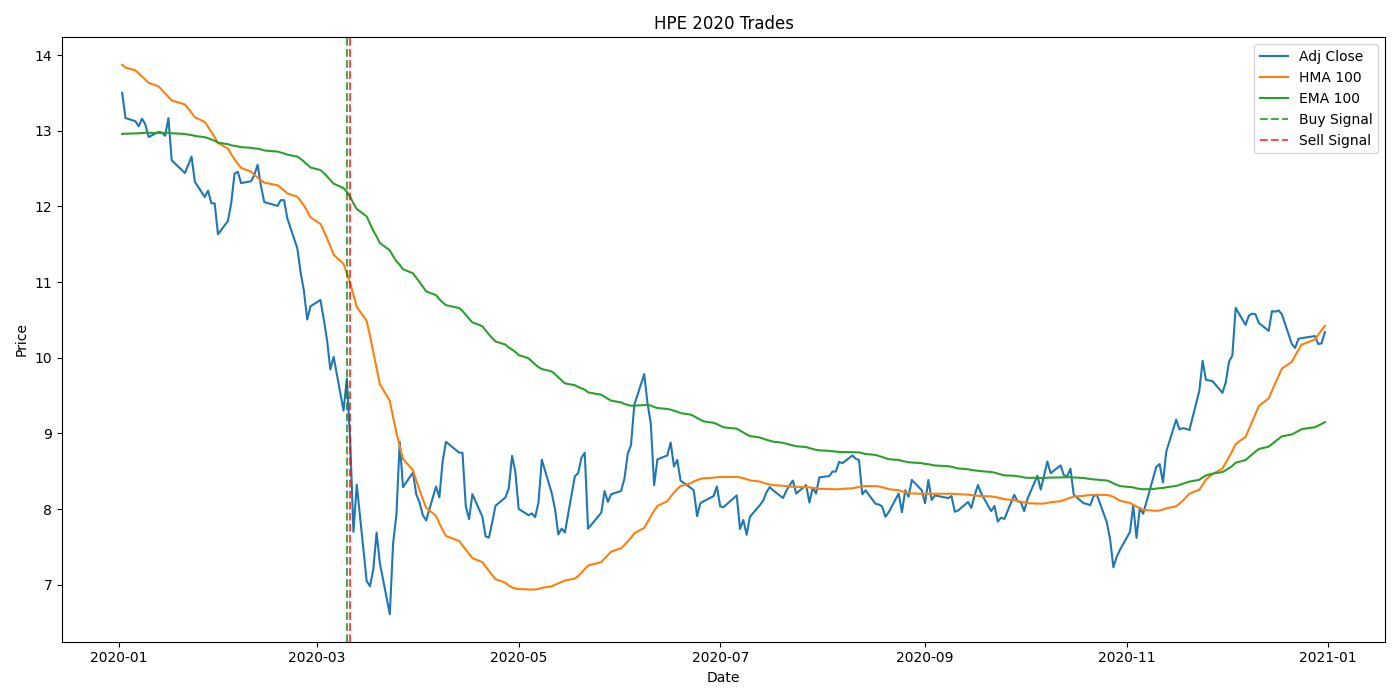 HPE 2020 Trades
14
13
12
11
10
9
8
7
Price
2020-01
2020-03
2020-05
2020-07
2020-09
2020-11
2021-01
Date
Adj Close
HMA 100
EMA 100
Buy Signal
Sell Signal